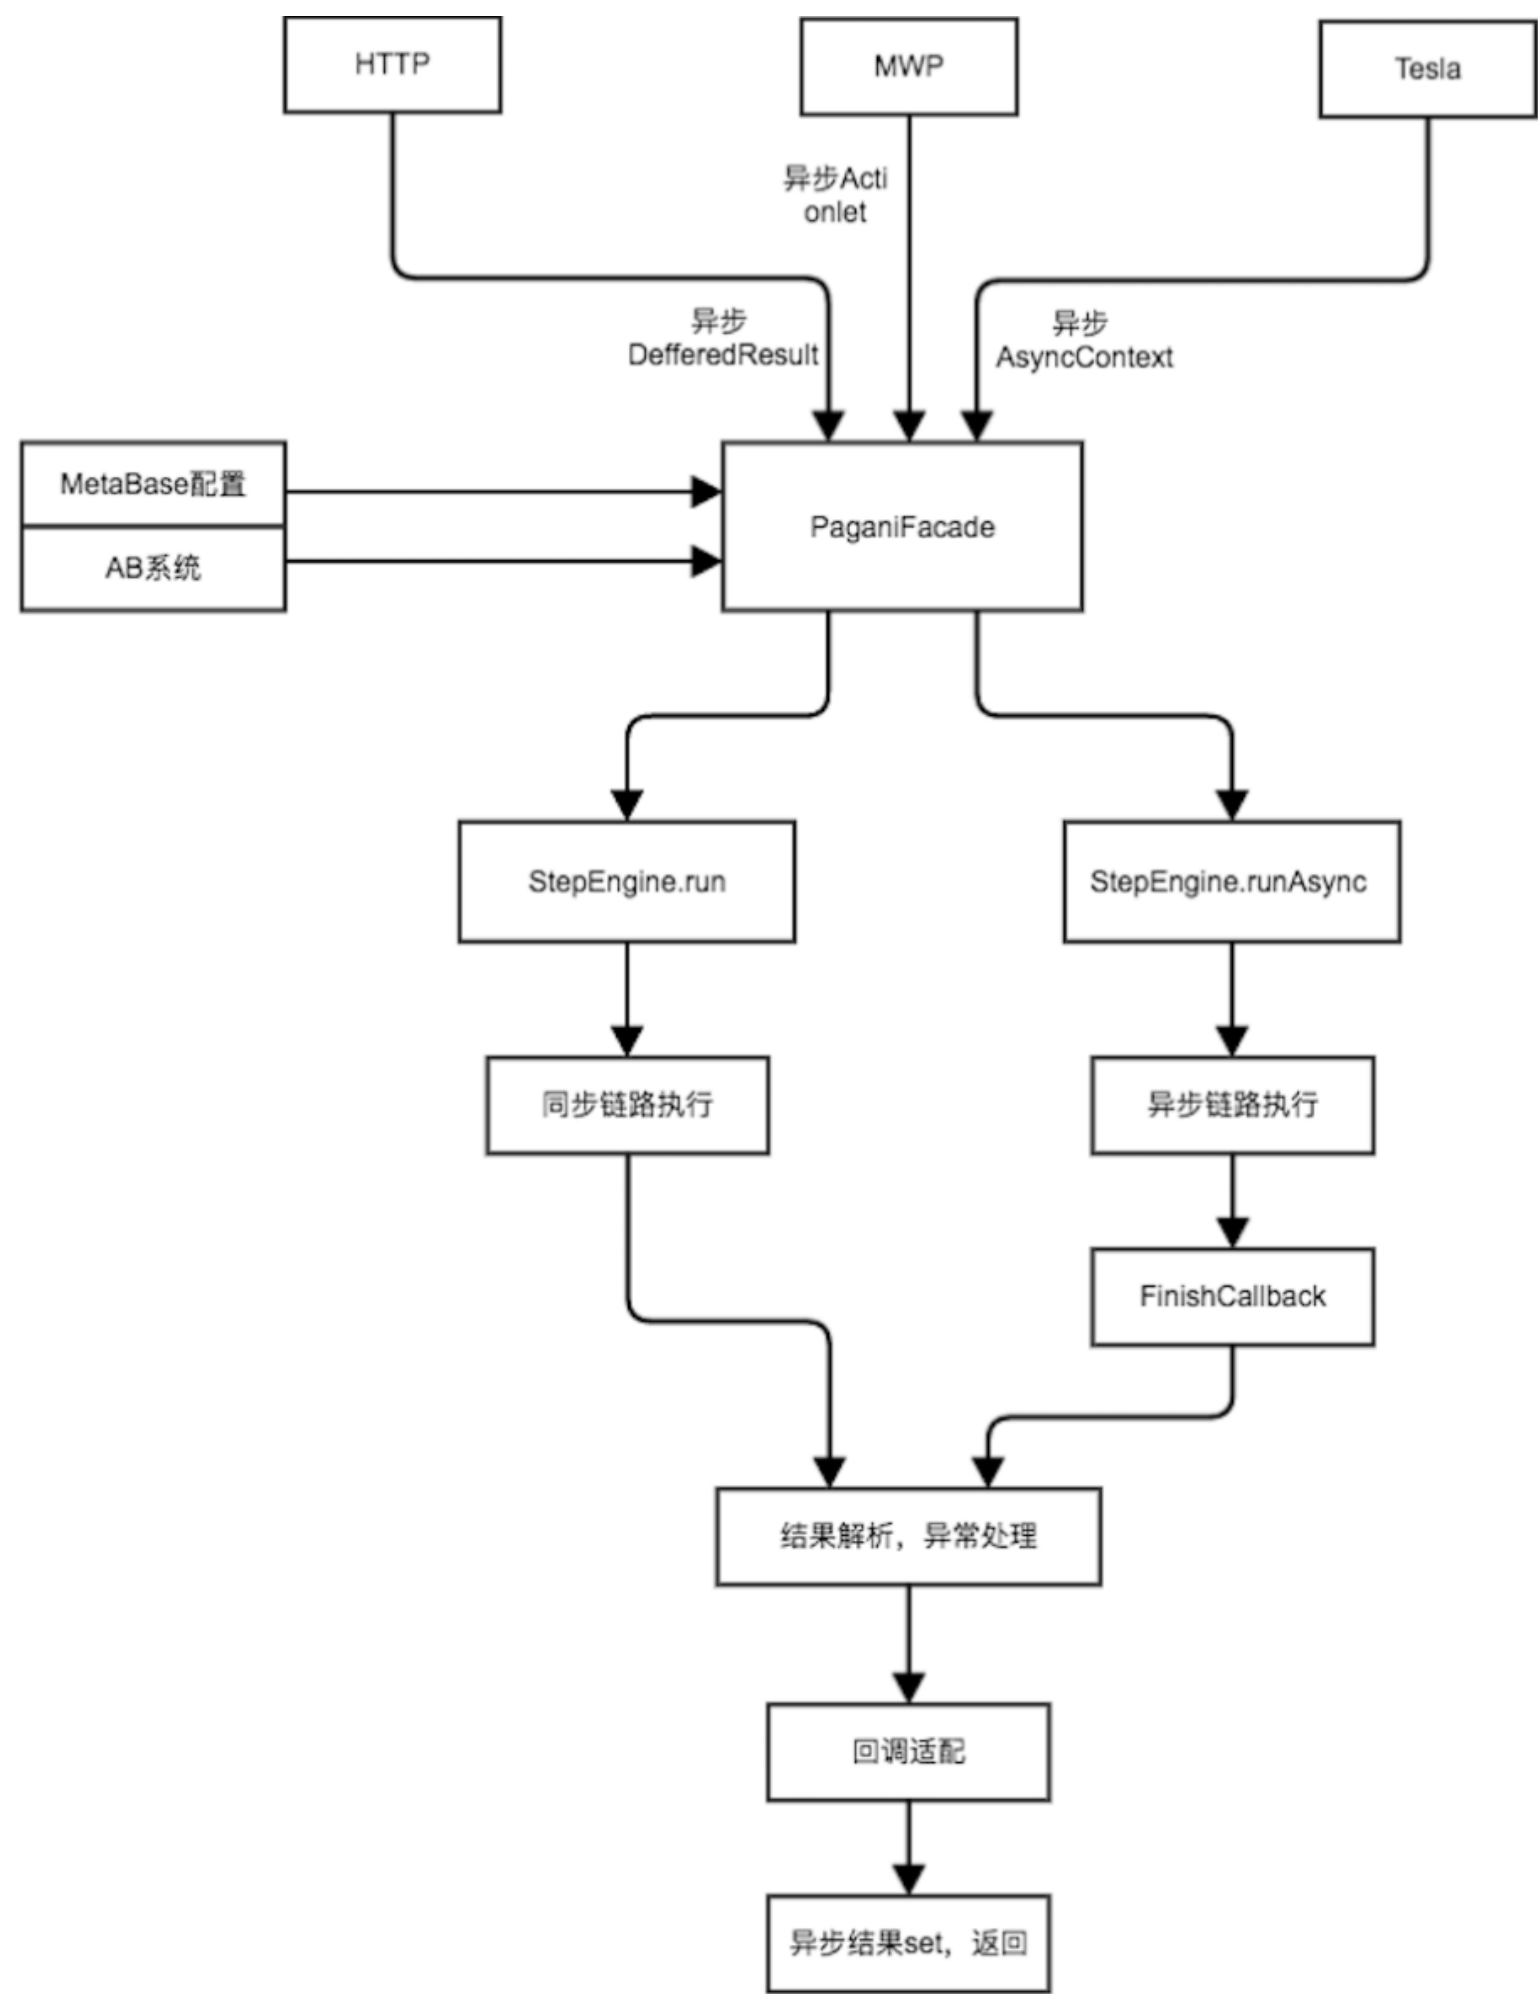 HTTP
MWP
Tesla
异步Acti
onlet
异步
DefferedResult
异步
AsyncContext
MetaBase配置
AB系统
PaganiFacade
StepEngine.run
StepEngine.runAsync
同步链路执行
异步链路执行
FinishCallback
结果解析，异常处理
回调适配
异步结果set，返回